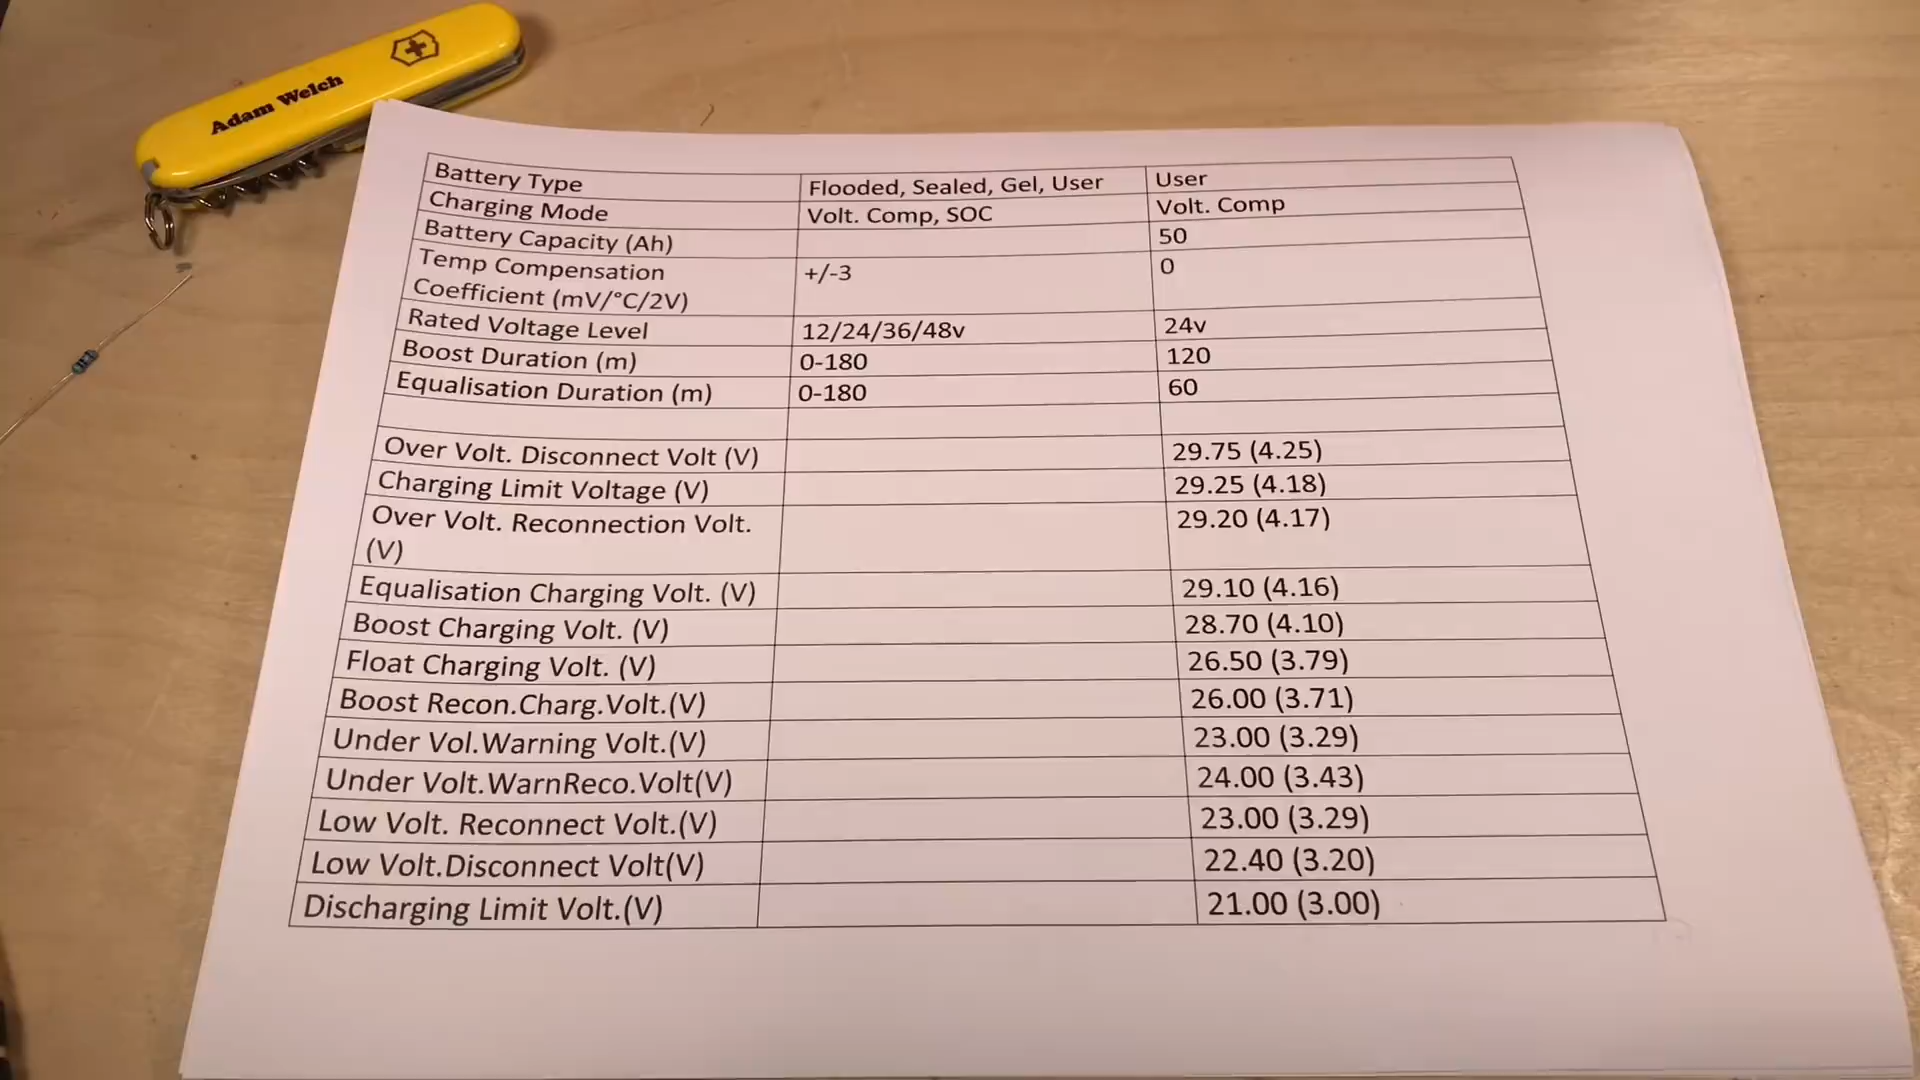 Adam Welch
Battery Type Flooded, Sealed, Gel, User User
Charging Mode Volt. Comp, SOC Volt. Comp
Battery Capacity (Ah) 50
Temp Compensation +/-3 0
Coefficient (mV/°C/2V)
Rated Voltage Level 12/24/36/48v 24v
Boost Duration (m) 0-180 120
Equalisation Duration (m) 0-180 60
Over Volt. Disconnect Volt (V) 29.75 (4.25)
Charging Limit Voltage (V) 29.25 (4.18)
Over Volt. Reconnection Volt. 29.20 (4.17)
(V)
Equalisation Charging Volt. (V) 29.10 (4.16)
Boost Charging Volt. (V) 28.70 (4.10)
Float Charging Volt. (V) 26.50 (3.79)
Boost Recon.Charg.Volt.(V) 26.00 (3.71)
Under Vol.Warning Volt.(V) 23.00 (3.29)
Under Volt.WarnReco.Volt(V) 24.00 (3.43)
Low Volt. Reconnect Volt.(V) 23.00 (3.29)
Low Volt.Disconnect Volt(V) 22.40 (3.20)
Discharging Limit Volt.(V) 21.00 (3.00)